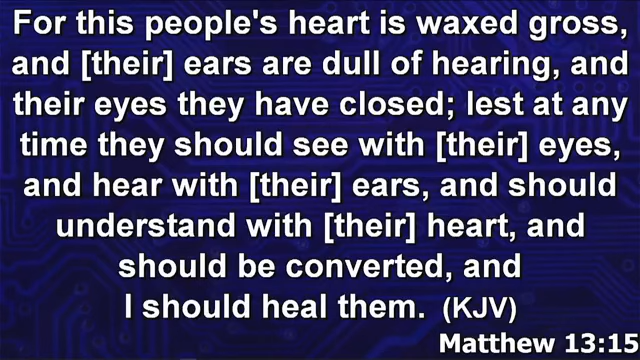 For this people's heart is waxed gross,
and [their] ears are dull of hearing, and
their eyes they have closed; lest at any
time they should see with [their] eyes,
and hear with [their] ears, and should
understand with [their] heart, and
should be converted, and
I should heal them. (KJV)
Matthew 13:15